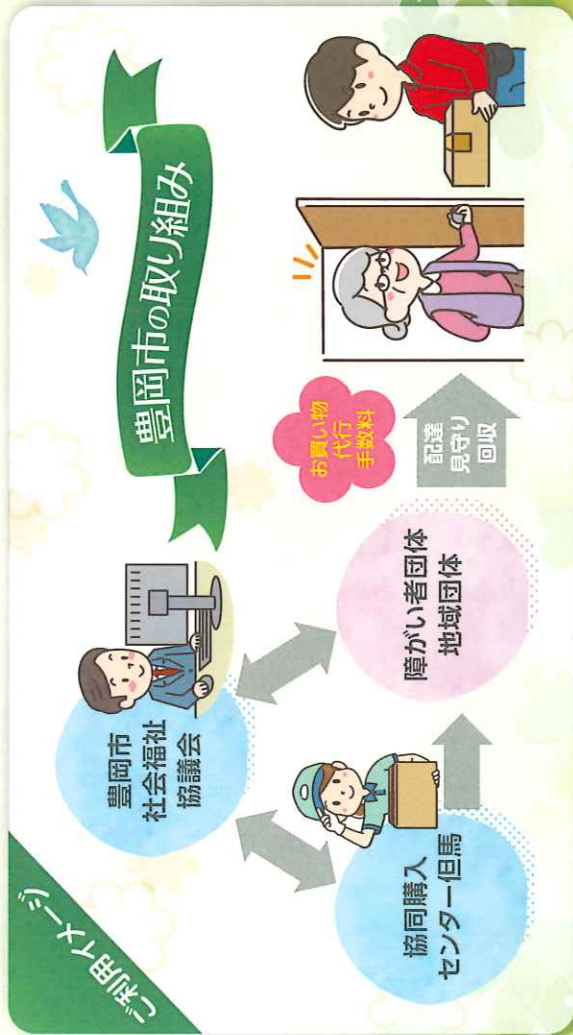 ご利用イメージ
豊岡市の取り組み
豊岡市
社会福祉
協議会
協同購入
センター但馬
障がい者団体
地域団体
お買い物
代行
手数料
配達
見守り
回収